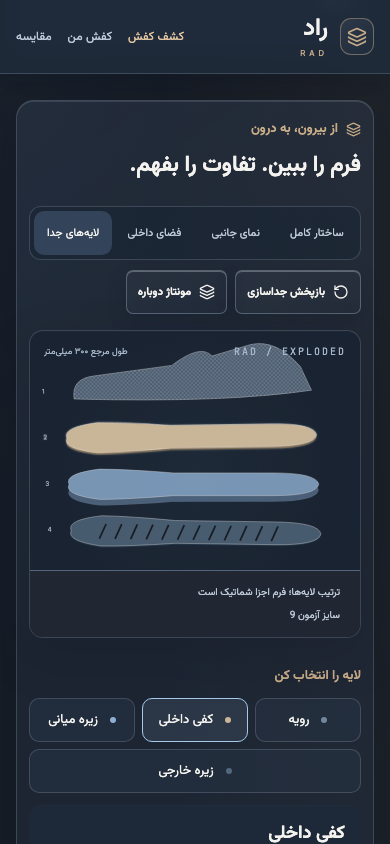 راد
RAD
کشف کفش
کفش من
مقایسه
از بیرون، به درون
فرم را ببین. تفاوت را بفهم.
ساختار کامل
نمای جانبی
فضای داخلی
لایه‌های جدا
بازپخش جداسازی
مونتاژ دوباره
RAD / EXPLODED
طول مرجع ۳۰۰ میلی‌متر
1
2
3
4
ترتیب لایه‌ها؛ فرم اجزا شماتیک است
سایز آزمون 9
لایه را انتخاب کن
رویه
کفی داخلی
زیره میانی
زیره خارجی
کفی داخلی